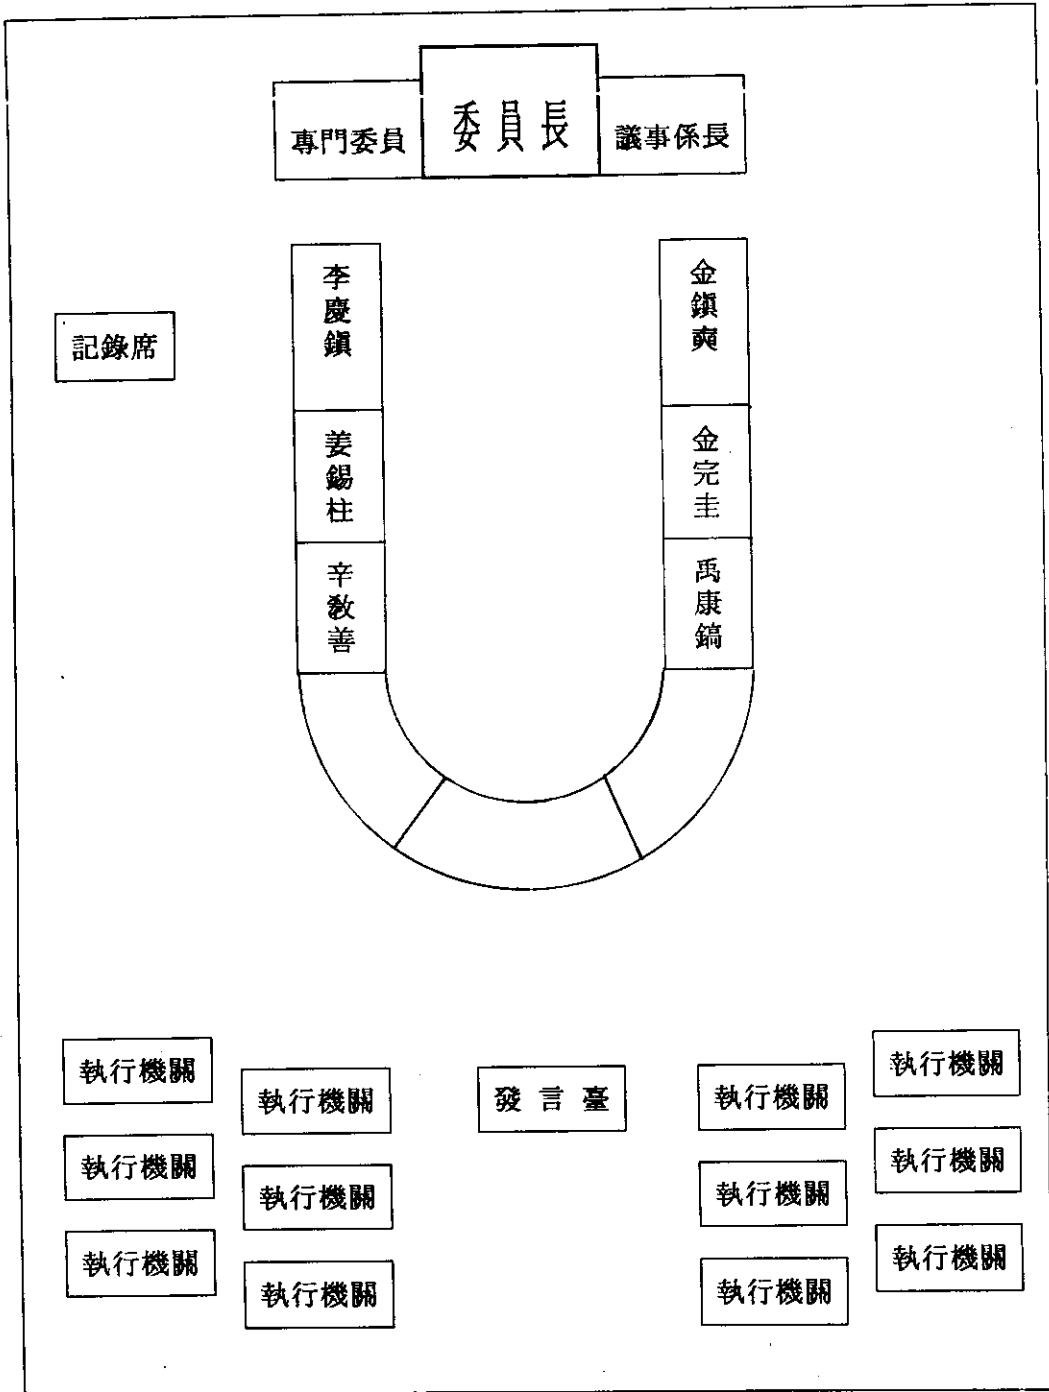 專門委員
委員長
議事係長
李慶鎭
金鎭奭
記錄席
姜錫柱
金完圭
辛敎善
禹康鎬
執行機關
執行機關
發言臺
執行機關
執行機關
執行機關
執行機關
執行機關
執行機關
執行機關
執行機關
執行機關
執行機關